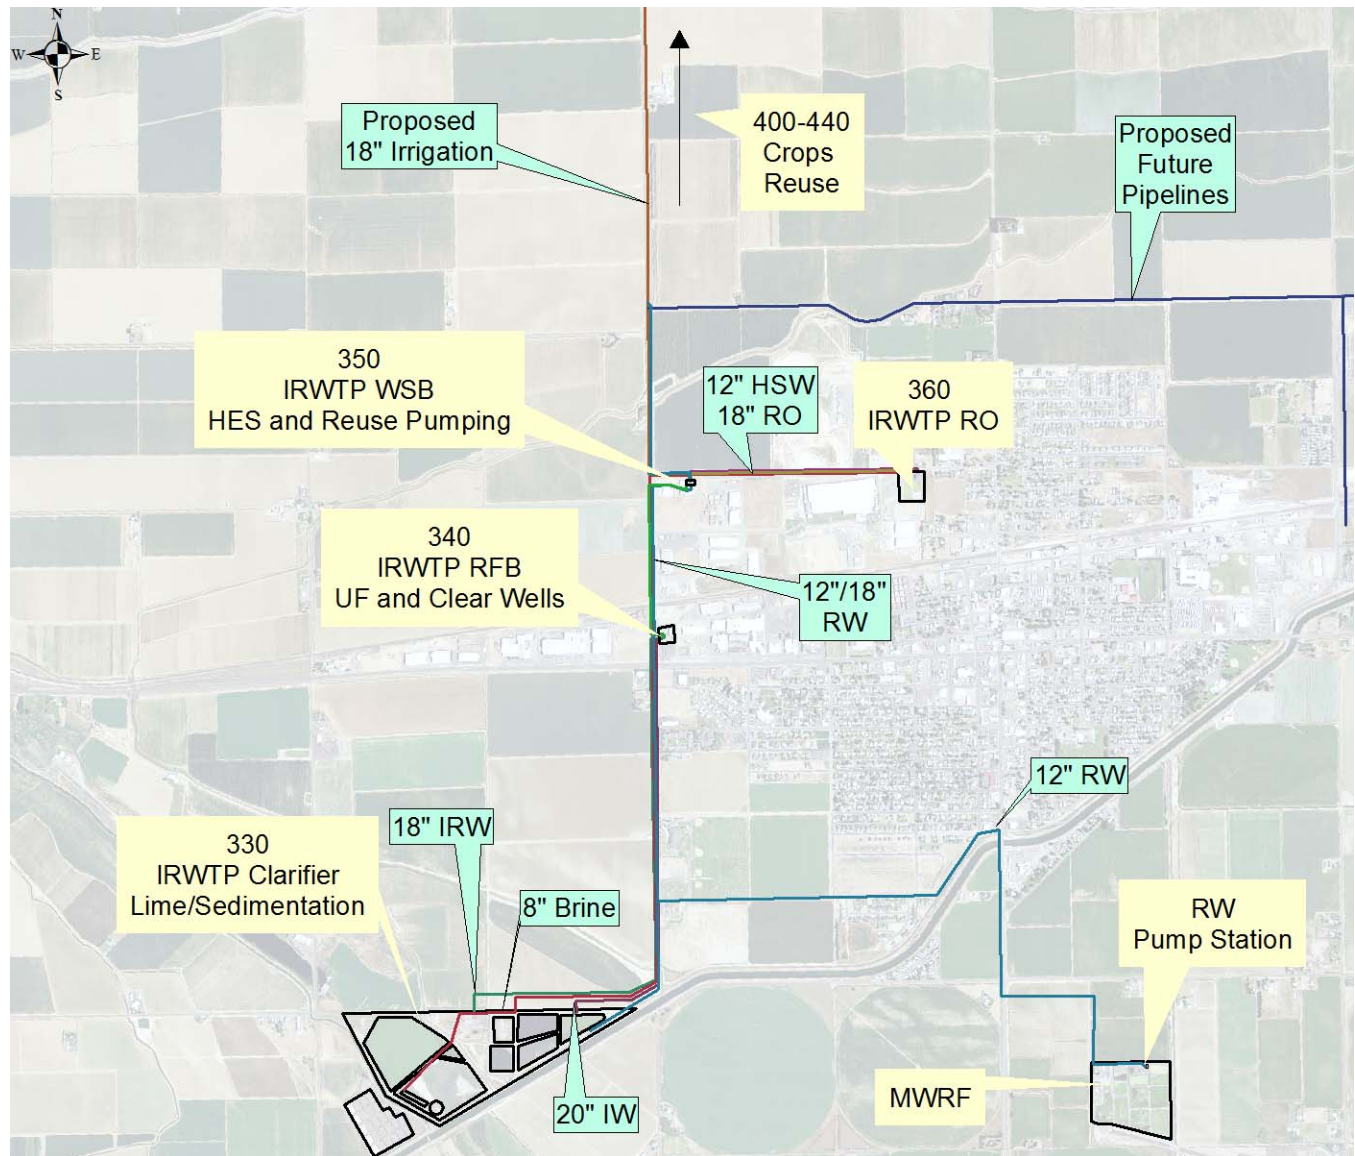 N
W E
S
Proposed
18" Irrigation
400-440
Crops
Reuse
Proposed
Future
Pipelines
350
IRWTP WSB
HES and Reuse Pumping
12" HSW
18" RO
360
IRWTP RO
340
IRWTP RFB
UF and Clear Wells
12"/18"
RW
12" RW
18" IRW
330
IRWTP Clarifier
Lime/Sedimentation
8" Brine
RW
Pump Station
20" IW
MWRF